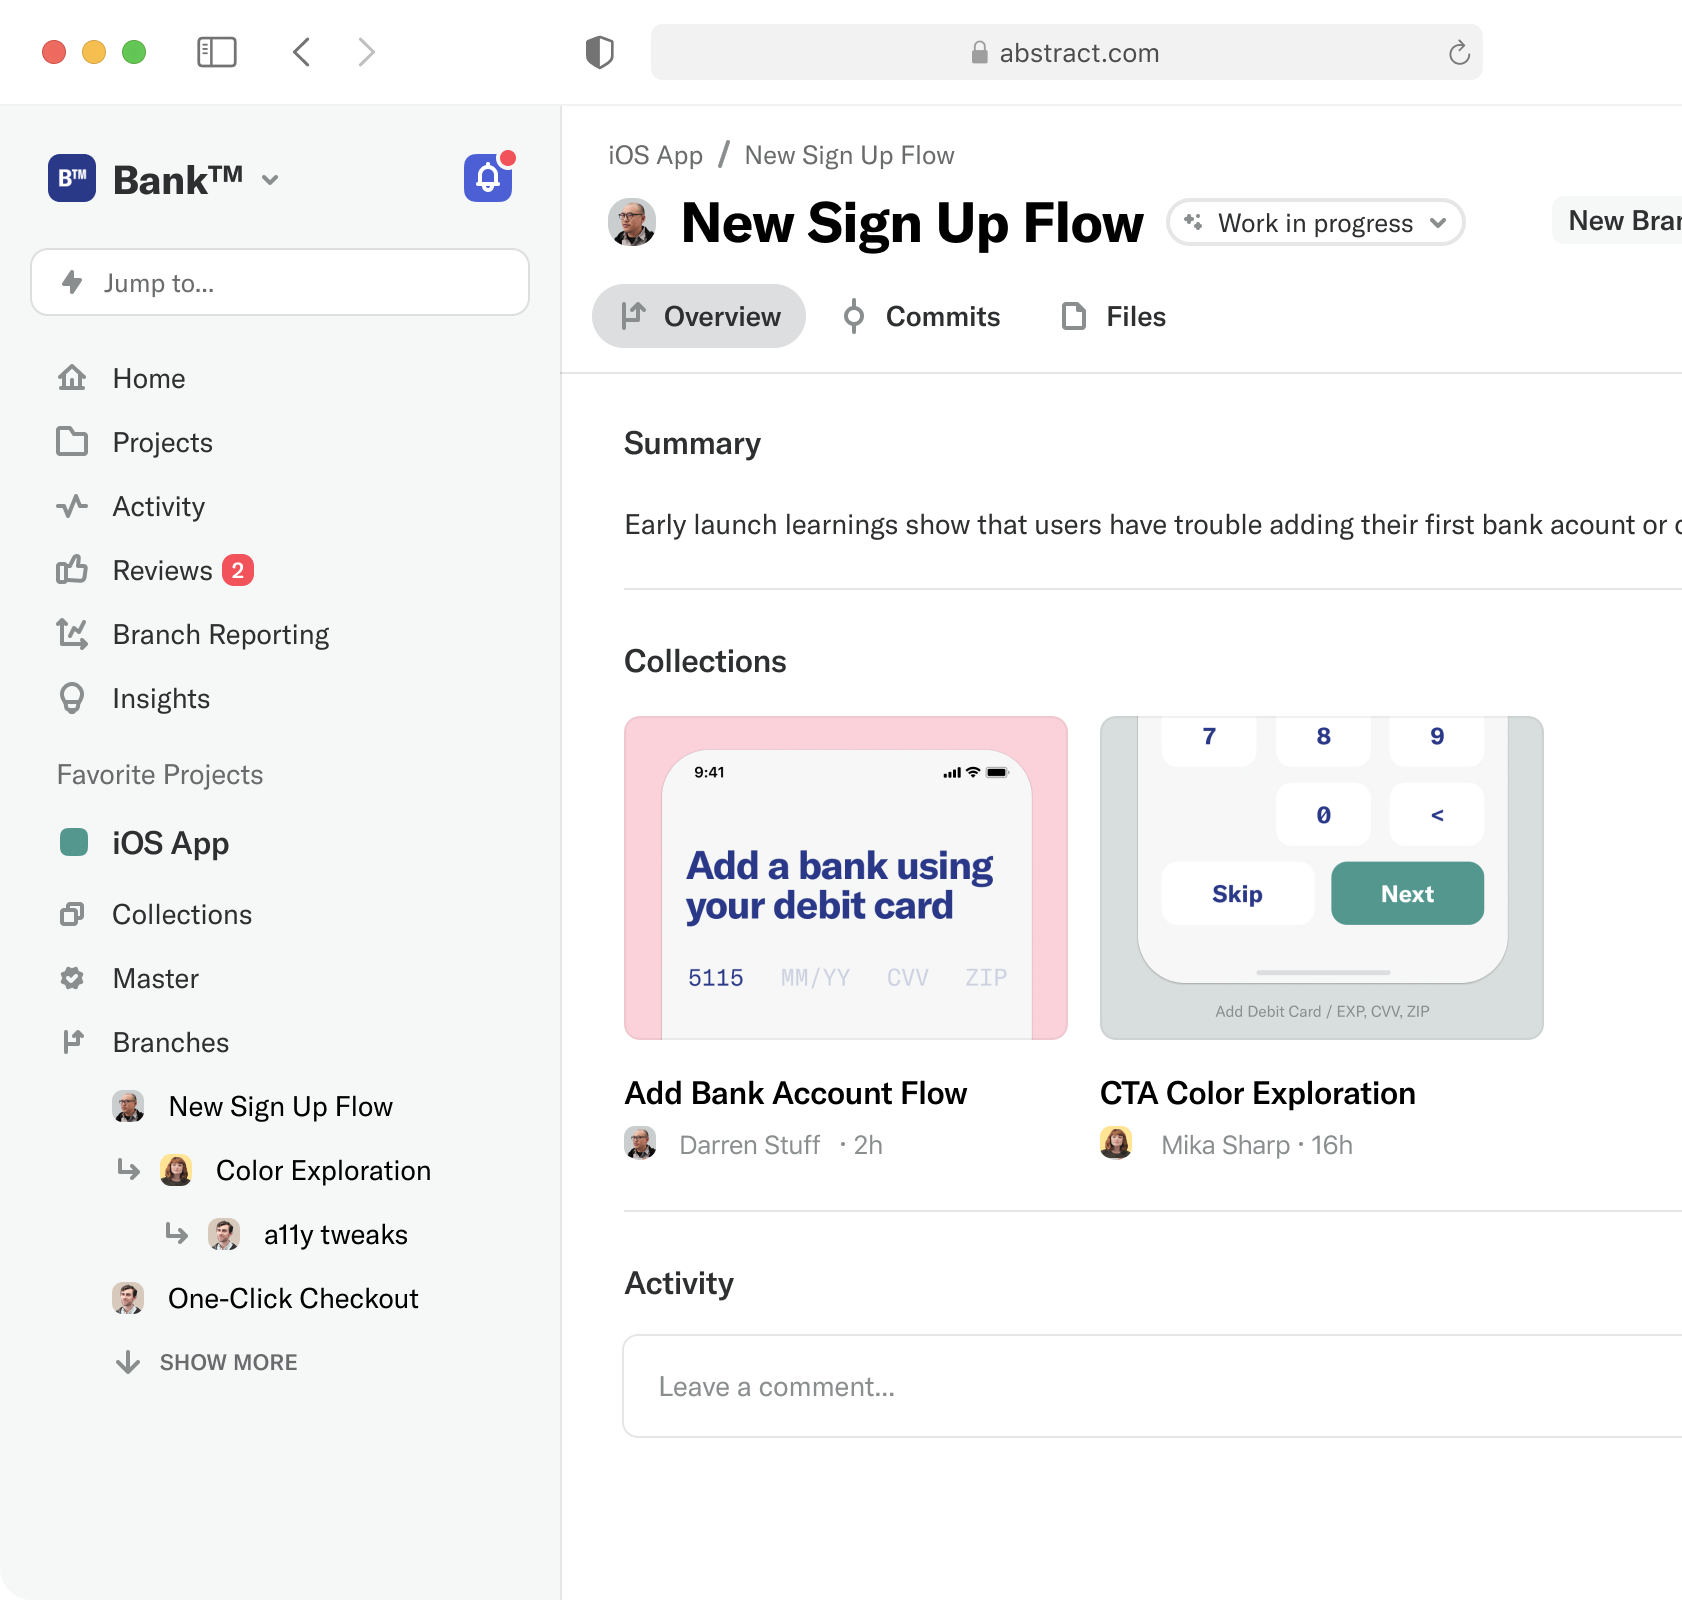 abstract.com
B™
Bank™
Jump to...
Home
Projects
Activity
Reviews 2
Branch Reporting
Insights
Favorite Projects
iOS App
Collections
Master
Branches
New Sign Up Flow
Color Exploration
a11y tweaks
One-Click Checkout
SHOW MORE
iOS App / New Sign Up Flow
New Sign Up Flow
Work in progress
New
Overview
Commits
Files
Summary
Early launch learnings show that users have trouble adding their first bank acount or
Collections
9:41
Add a bank using
your debit card
5115 MM/YY CVV ZIP
7 8 9
0 <
Skip Next
Add Debit Card / EXP, CVV, ZIP
Add Bank Account Flow
Darren Stuff · 2h
CTA Color Exploration
Mika Sharp · 16h
Activity
Leave a comment...